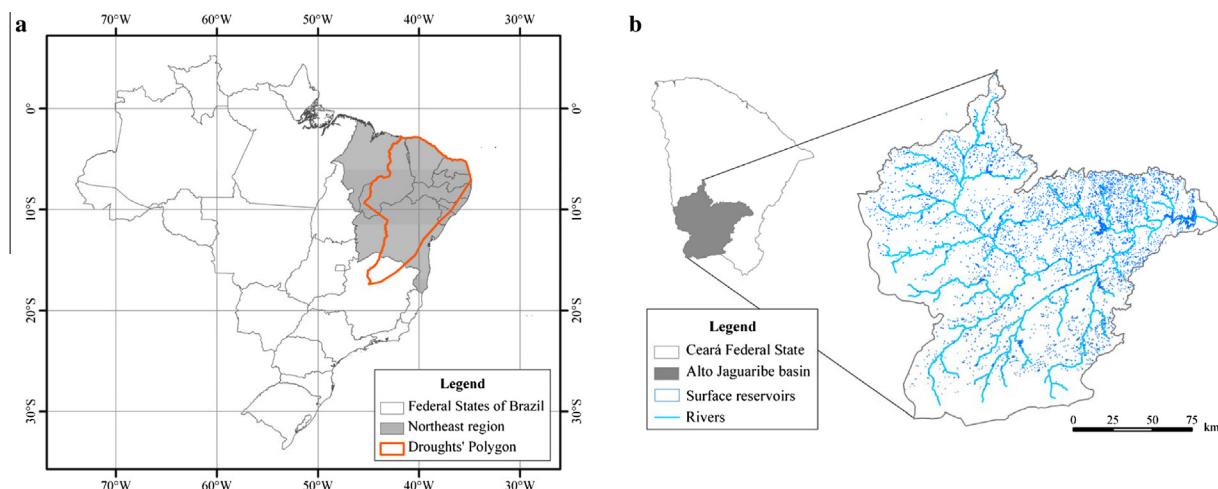 a
70°W 60°W 50°W 40°W 30°W
0°
10°S
20°S
30°S
0°
10°S
20°S
30°S
Legend
Federal States of Brazil
Northeast region
Droughts' Polygon
70°W 60°W 50°W 40°W 30°W
b
Legend
Ceará Federal State
Alto Jaguaribe basin
Surface reservoirs
Rivers
0 25 50 75
km